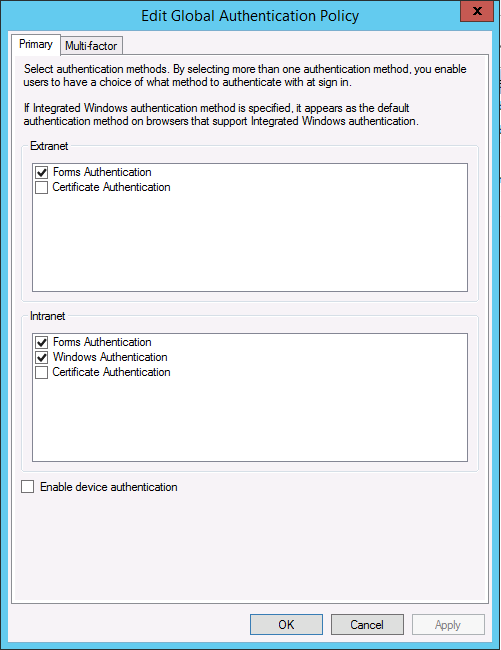 Edit Global Authentication Policy
x
Primary
Multi-factor
Select authentication methods. By selecting more than one authentication method, you enable
users to have a choice of what method to authenticate with at sign in.
If Integrated Windows authentication method is specified, it appears as the default
authentication method on browsers that support Integrated Windows authentication.
Extranet
Forms Authentication
Certificate Authentication
Intranet
Forms Authentication
Windows Authentication
Certificate Authentication
Enable device authentication
OK
Cancel
Apply